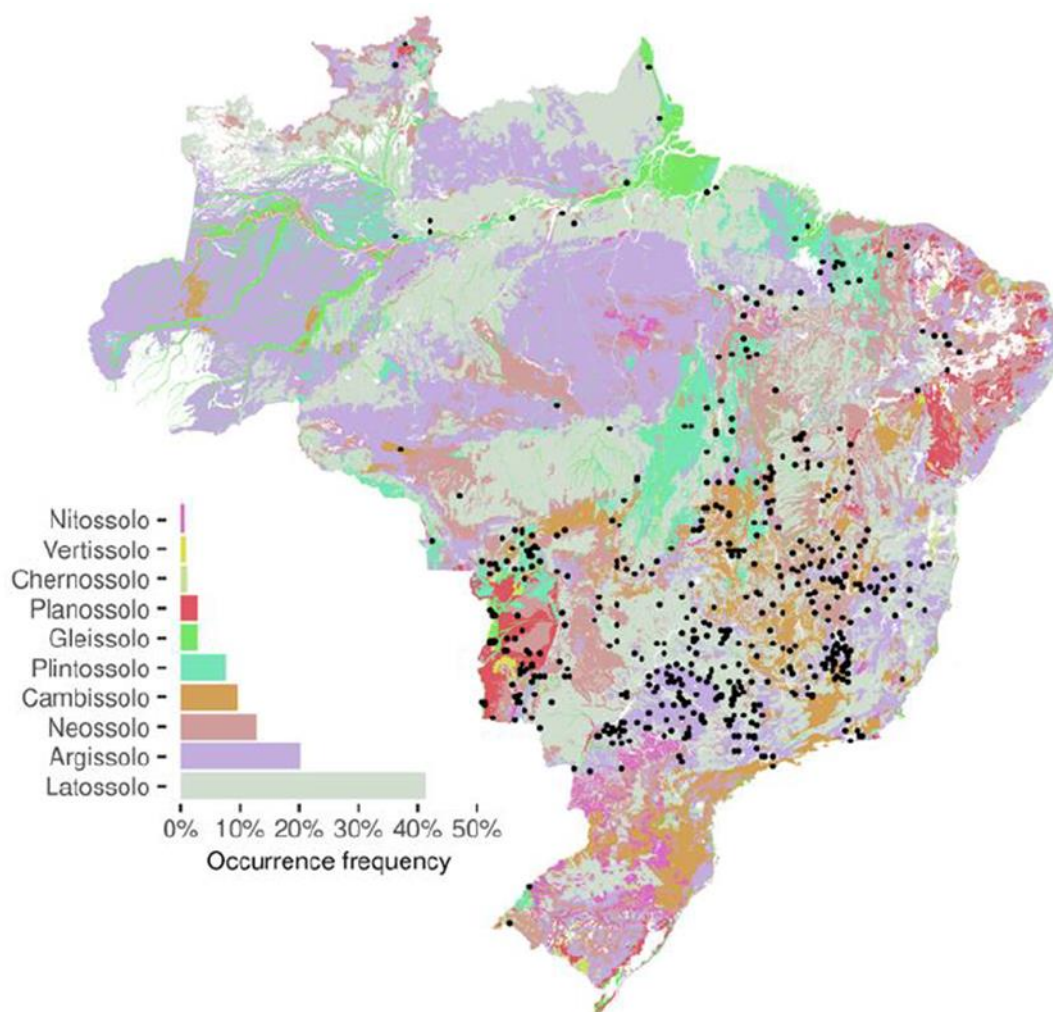 Nitossolo
Vertissolo
Chernossolo
Planossolo
Gleissolo
Plintossolo
Cambissolo
Neossolo
Argissolo
Latossolo
0% 10% 20% 30% 40% 50%
Occurrence frequency